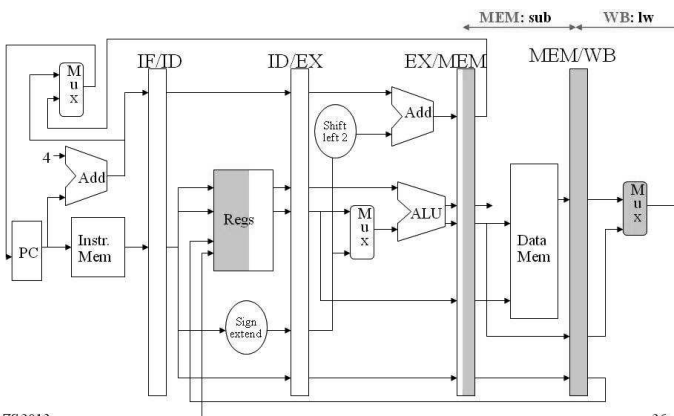 MEM: sub
WB: lw
IF/ID
ID/EX
EX/MEM
MEM/WB
M
u
x
4
Add
Shift
left 2
Add
Regs
M
u
x
ALU
M
u
x
PC
Instr.
Mem
Data
Mem
Sign
extend